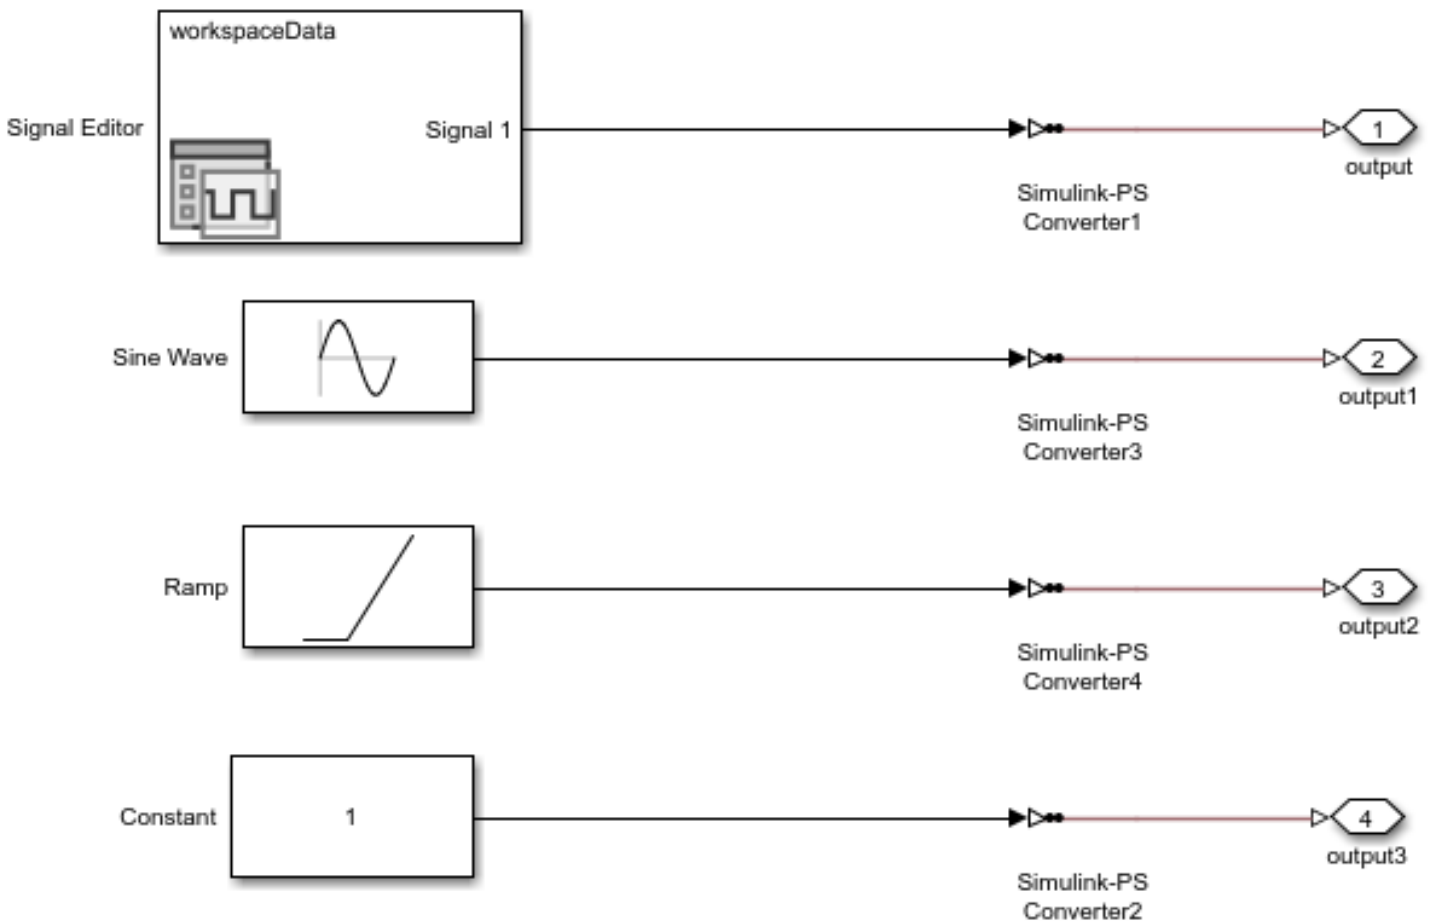 workspaceData
Signal Editor
Signal 1
1
output
Simulink-PS
Converter1
Sine Wave
2
output1
Simulink-PS
Converter3
Ramp
3
output2
Simulink-PS
Converter4
Constant
1
4
output3
Simulink-PS
Converter2